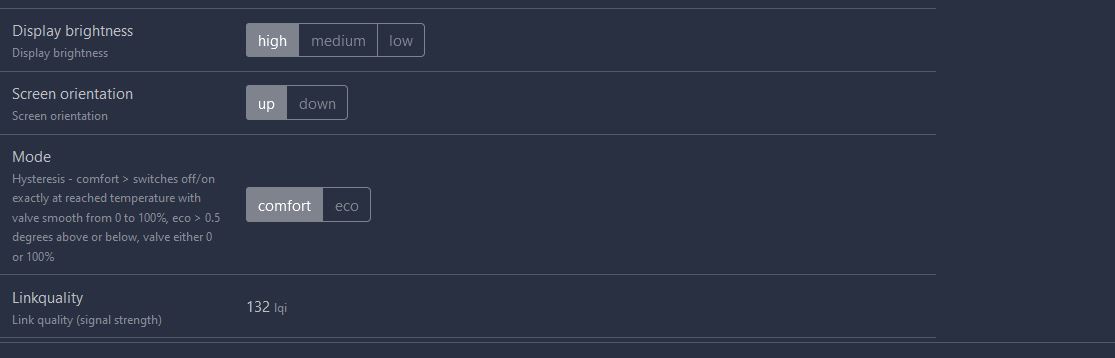 Display brightness
Display brightness
high medium low
Screen orientation
Screen orientation
up down
Mode
Hysteresis - comfort > switches off/on
exactly at reached temperature with
valve smooth from 0 to 100%, eco > 0.5
degrees above or below, valve either 0
or 100%
comfort eco
Linkquality
Link quality (signal strength)
132 lqi